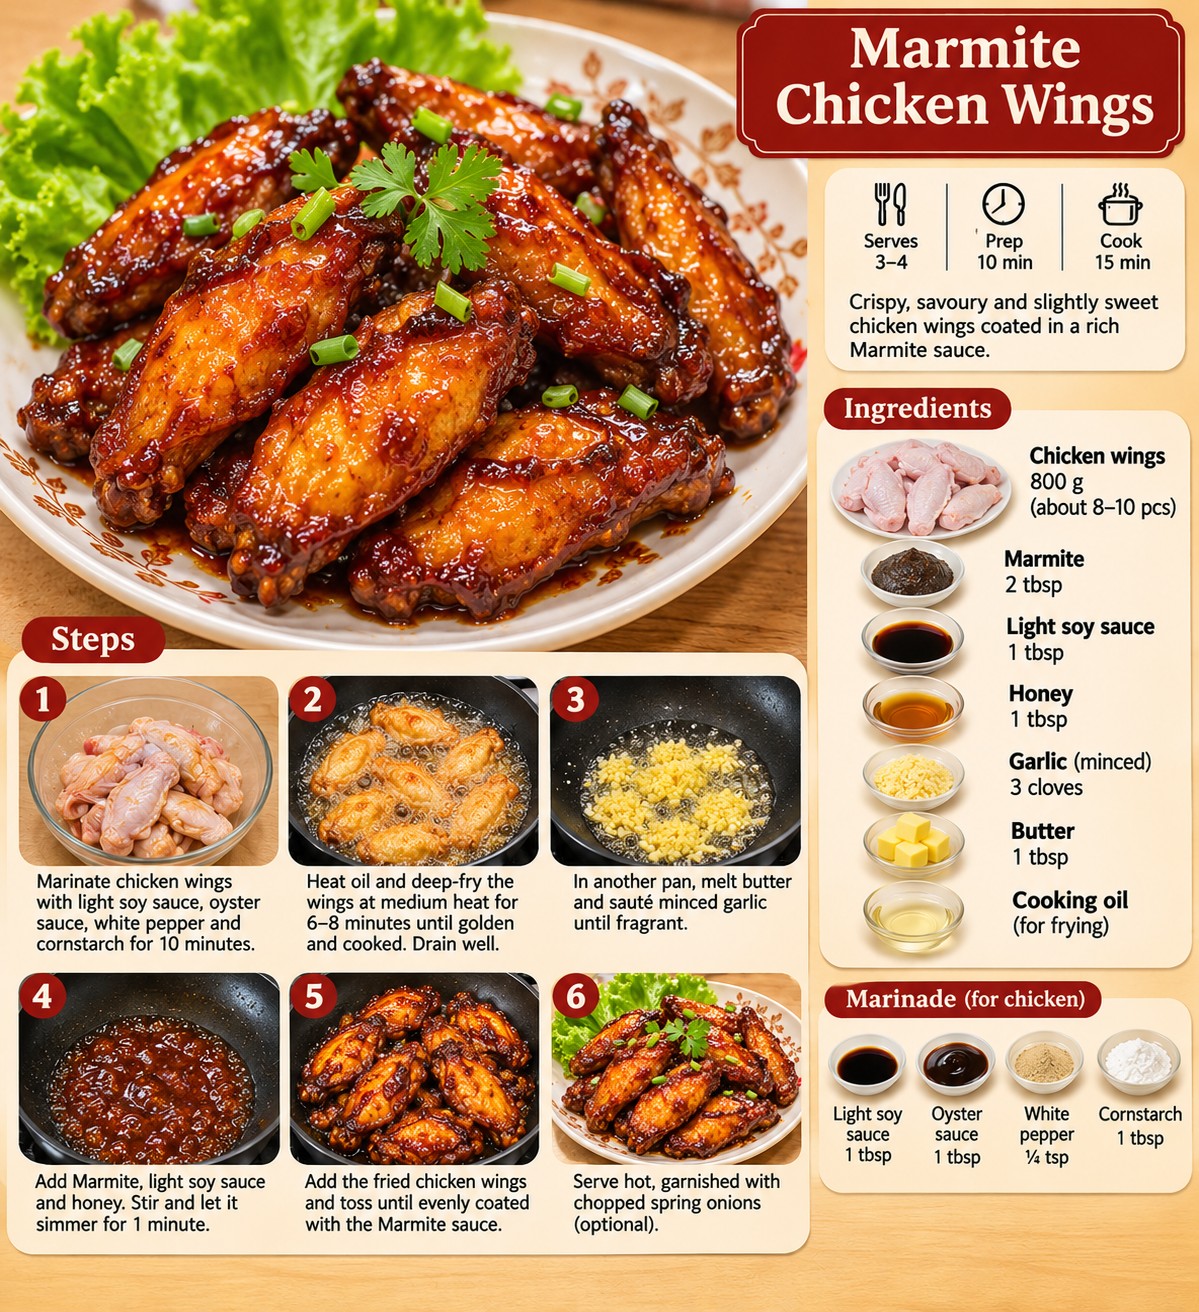 Marmite
Chicken Wings
Serves
3–4
Prep
10 min
Cook
15 min
Crispy, savoury and slightly sweet
chicken wings coated in a rich
Marmite sauce.
Ingredients
Chicken wings
800 g
(about 8–10 pcs)
Marmite
2 tbsp
Light soy sauce
1 tbsp
Honey
1 tbsp
Garlic (minced)
3 cloves
Butter
1 tbsp
Cooking oil
(for frying)
Marinade (for chicken)
Light soy
sauce
1 tbsp
Oyster
sauce
1 tbsp
White
pepper
¼ tsp
Cornstarch
1 tbsp
Steps
1
Marinate chicken wings
with light soy sauce, oyster
sauce, white pepper and
cornstarch for 10 minutes.
2
Heat oil and deep-fry the
wings at medium heat for
6–8 minutes until golden
and cooked. Drain well.
3
In another pan, melt butter
and sauté minced garlic
until fragrant.
4
Add Marmite, light soy sauce
and honey. Stir and let it
simmer for 1 minute.
5
Add the fried chicken wings
and toss until evenly coated
with the Marmite sauce.
6
Serve hot, garnished with
chopped spring onions
(optional).